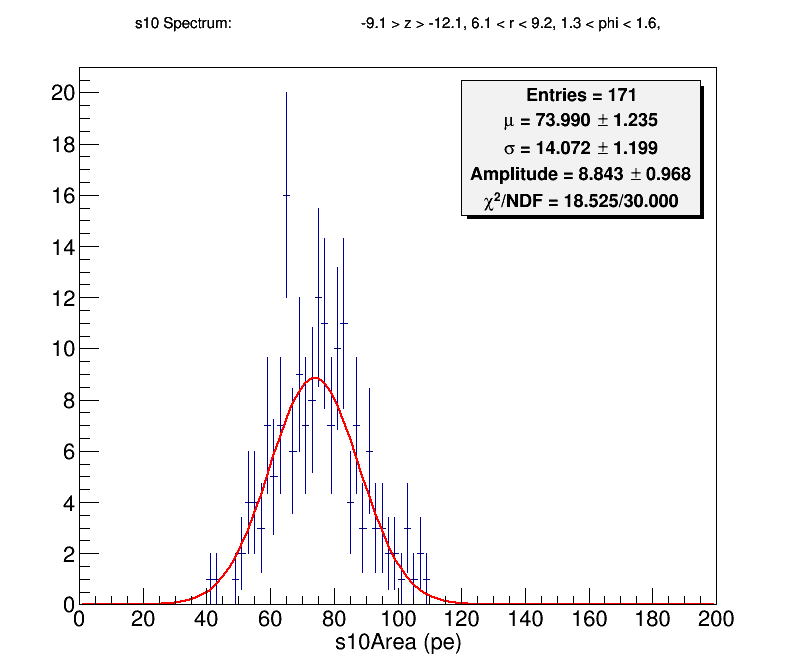 s10 Spectrum: -9.1 > z > -12.1, 6.1 < r < 9.2, 1.3 < phi < 1.6,
Entries = 171
μ = 73.990 ± 1.235
σ = 14.072 ± 1.199
Amplitude = 8.843 ± 0.968
χ²/NDF = 18.525/30.000
20
18
16
14
12
10
8
6
4
2
0
0 20 40 60 80 100 120 140 160 180 200
s10Area (pe)